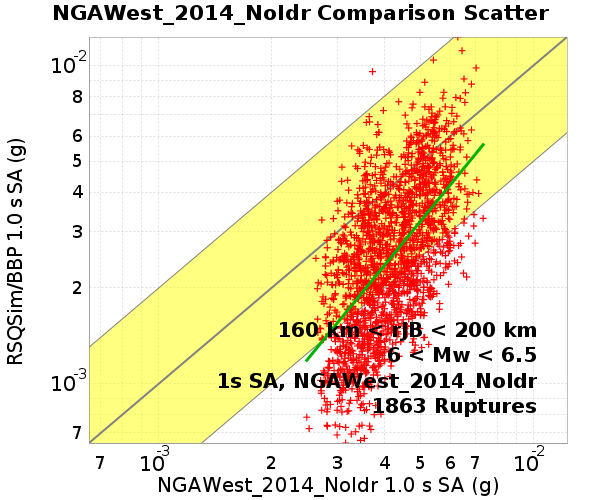 NGAWest_2014_NoIdr Comparison Scatter
RSQSim/BBP 1.0 s SA (g)
10-2
8
6
5
4
3
2
10-3
7
160 km < rJB < 200 km
6 < Mw < 6.5
1s SA, NGAWest_2014_NoIdr
1863 Ruptures
7 10-3 2 3 4 5 6 7 10-2
NGAWest_2014_NoIdr 1.0 s SA (g)